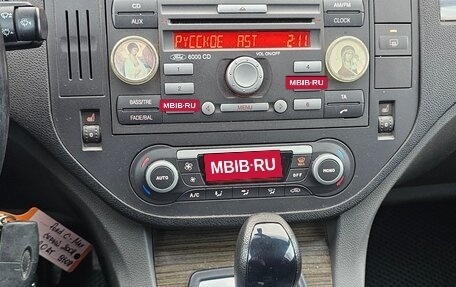 CD
AM/FM
AUX
CLOCK
РУССКОЕ AST 2:11
Ford 6000 CD
VOL ON/OFF
1
4
MBIB·RU
2
BASS/TRE
MBIB·RU
TA
3
MENU
6
FADE/BAL
MBIB·RU
AUTO
OFF
MONO
A/C